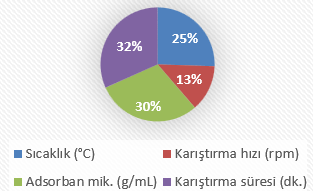 32% 25%
13%
30%
Sıcaklık (°C) Karıştırma hızı (rpm)
Adsorban mik. (g/mL) Karıştırma süresi (dk.)